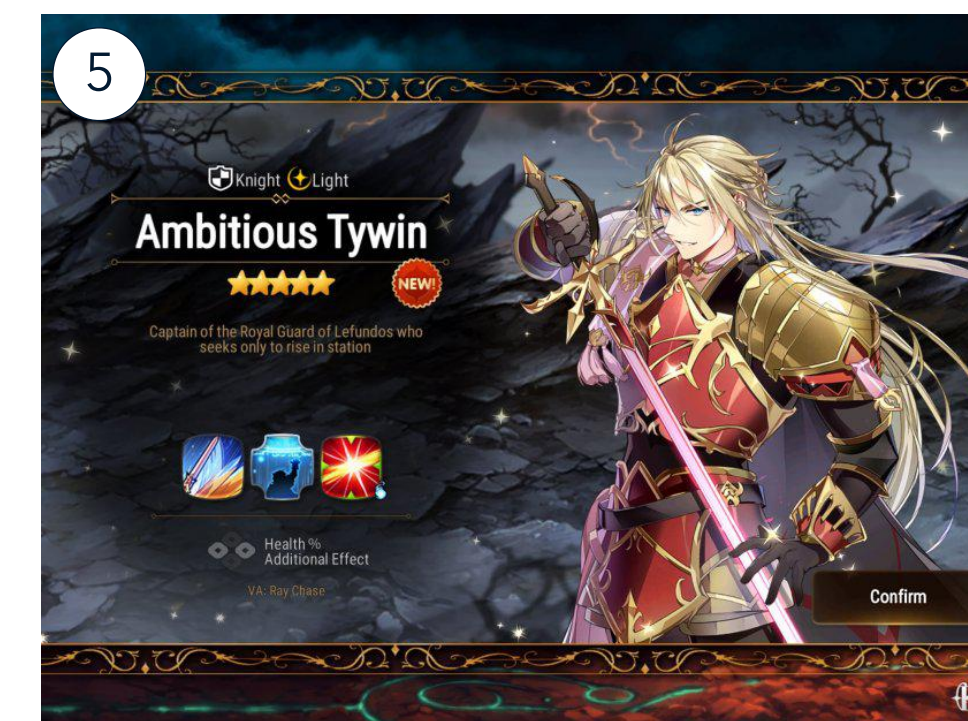 5
Knight Light
Ambitious Tywin
NEW!
Captain of the Royal Guard of Lefundos who
seeks only to rise in station
Health %
Additional Effect
VA: Ray Chase
Confirm